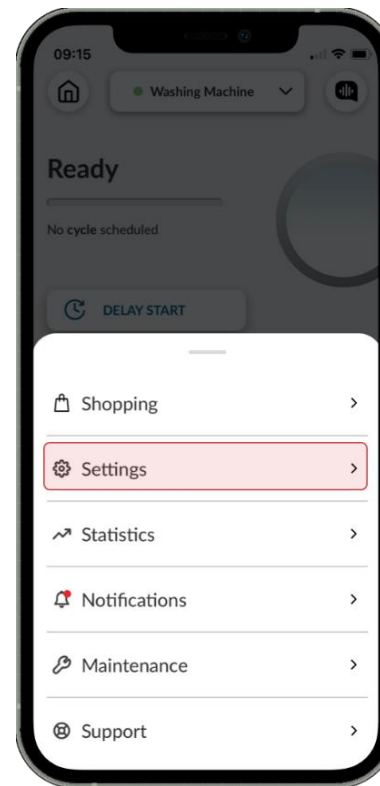 09:15
Washing Machine
Ready
No cycle scheduled
DELAY START
Shopping
Settings
Statistics
Notifications
Maintenance
Support